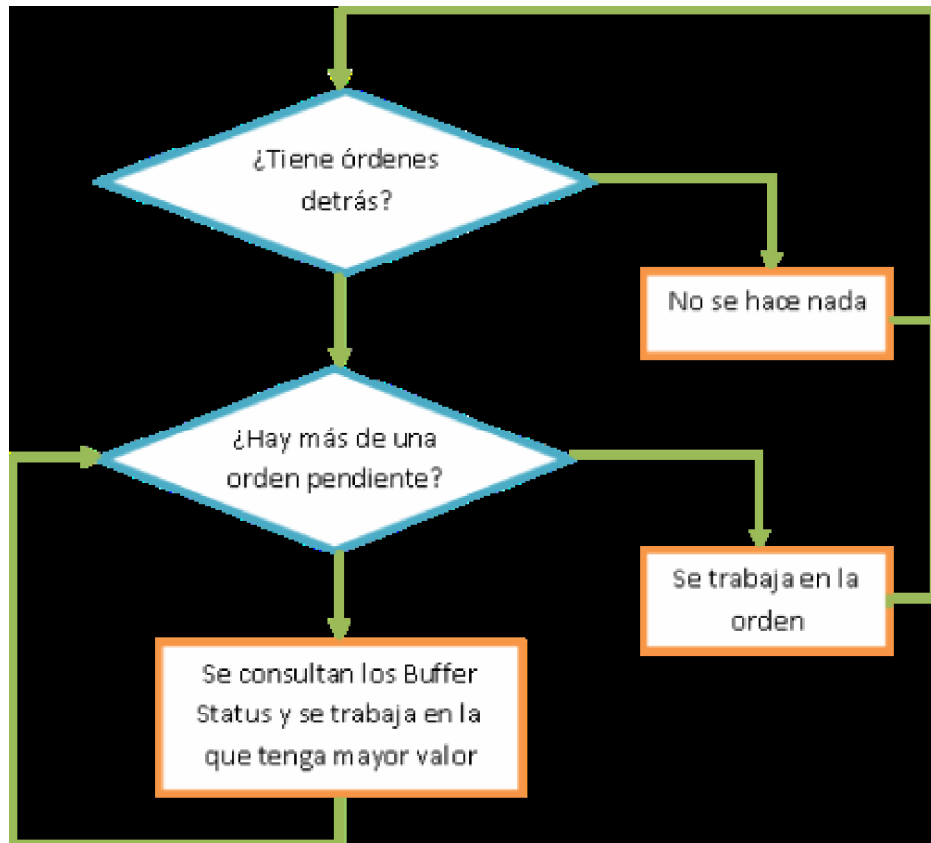 ¿Tiene órdenes
detrás?
No se hace nada
¿Hay más de una
orden pendiente?
Se trabaja en la
orden
Se consultan los Buffer
Status y se trabaja en la
que tenga mayor valor